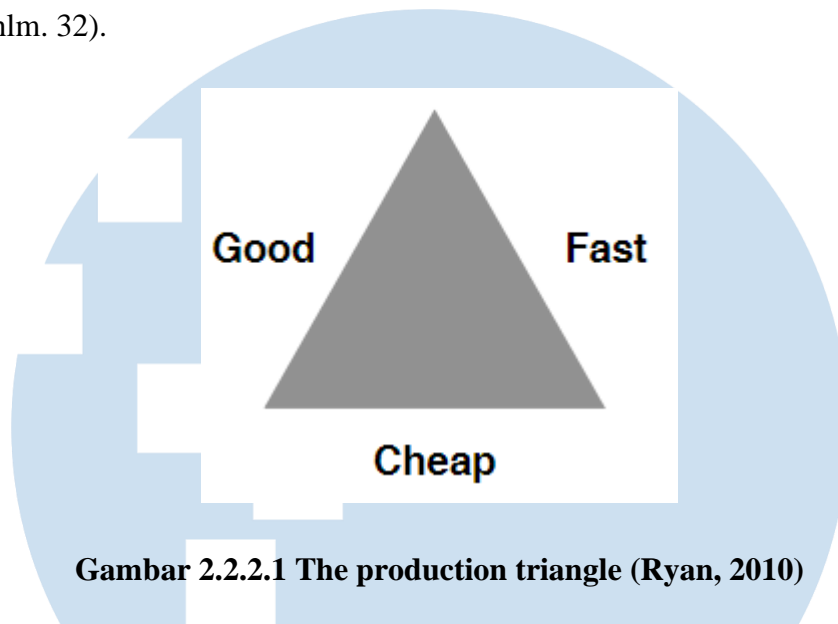 hlm. 32).
Good
Fast
Cheap
Gambar 2.2.2.1 The production triangle (Ryan, 2010)